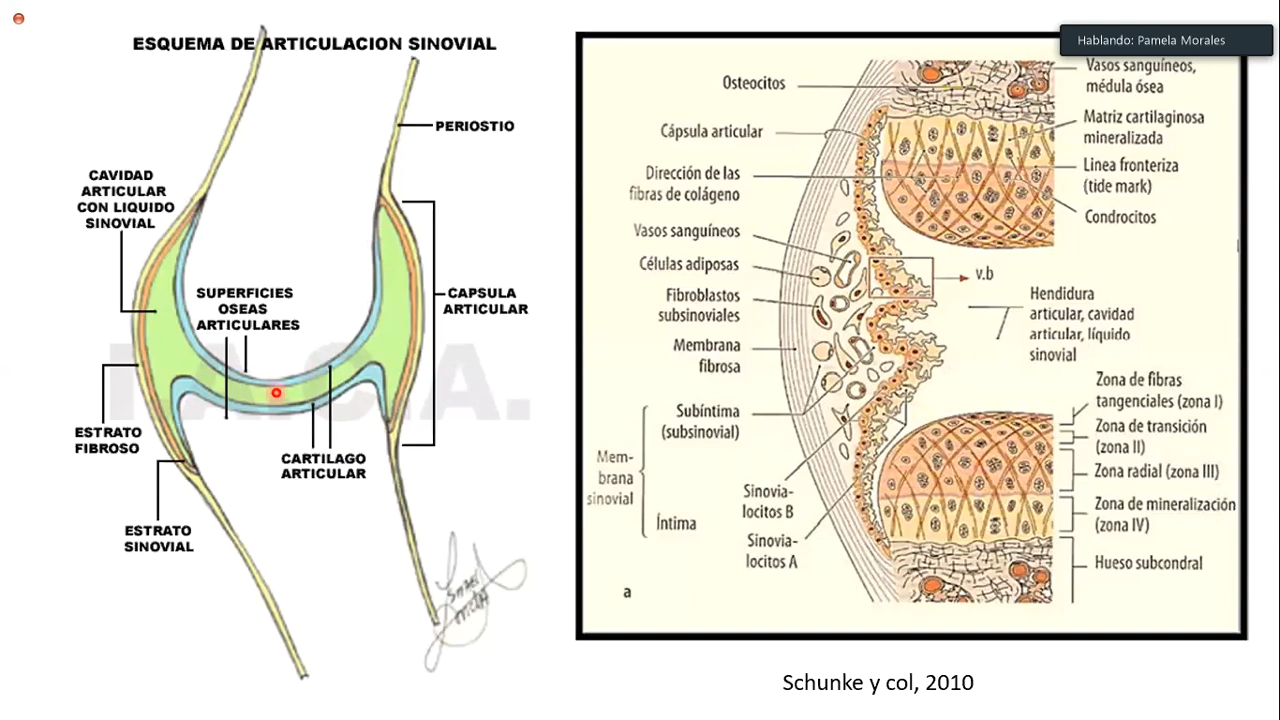 Hablando: Pamela Morales
ESQUEMA DE ARTICULACION SINOVIAL
PERIOSTIO
CAVIDAD
ARTICULAR
CON LIQUIDO
SINOVIAL
SUPERFICIES
OSEAS
ARTICULARES
CAPSULA
ARTICULAR
ESTRATO
FIBROSO
CARTILAGO
ARTICULAR
ESTRATO
SINOVIAL
Osteocitos
Cápsula articular
Dirección de las
fibras de colágeno
Vasos sanguíneos
Células adiposas
Fibroblastos
subsinoviales
Membrana
fibrosa
Subíntima
(subsinovial)
Mem-
brana
sinovial
Íntima
Sinovia-
locitos B
Sinovia-
locitos A
a
Vasos sanguíneos,
médula ósea
Matriz cartilaginosa
mineralizada
Linea fronteriza
(tide mark)
Condrocitos
v.b
Hendidura
articular, cavidad
articular, líquido
sinovial
Zona de fibras
tangenciales (zona I)
Zona de transición
(zona II)
Zona radial (zona III)
Zona de mineralización
(zona IV)
Hueso subcondral
Schunke y col, 2010